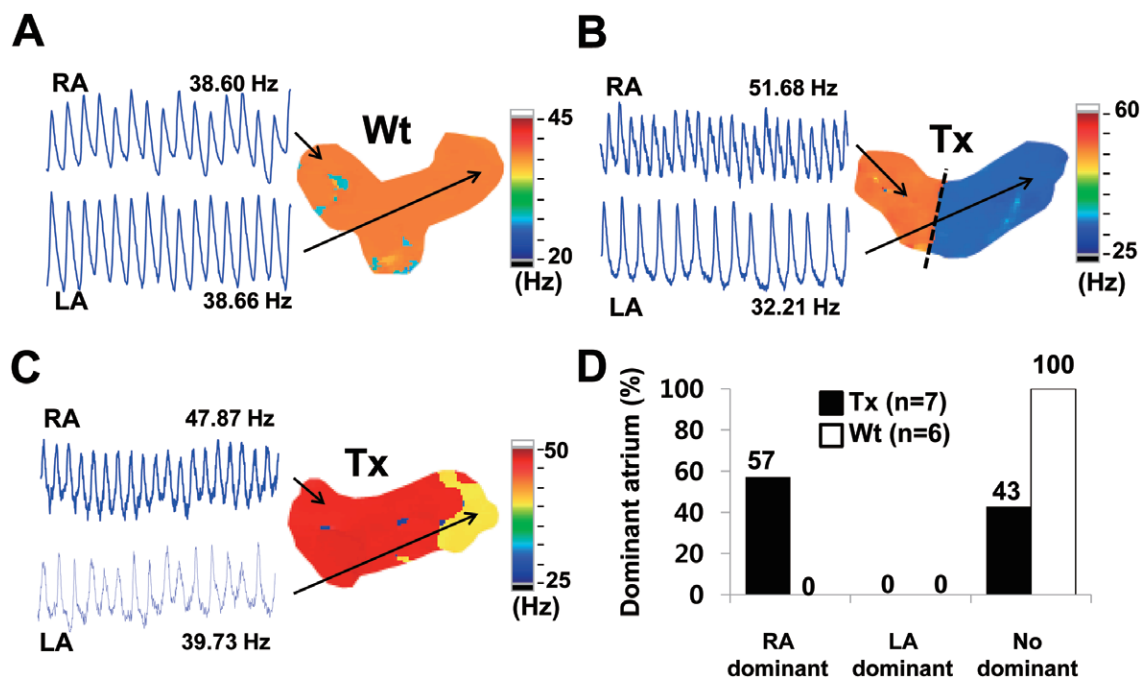 A
RA
38.60 Hz
Wt
45
20
(Hz)
LA
38.66 Hz
B
RA
51.68 Hz
Tx
60
25
(Hz)
LA
32.21 Hz
C
RA
47.87 Hz
Tx
50
25
(Hz)
LA
39.73 Hz
D
Dominant atrium (%)
100
80
60
40
20
0
Tx (n=7)
Wt (n=6)
57
0
0
0
43
100
RA
dominant
LA
dominant
No
dominant